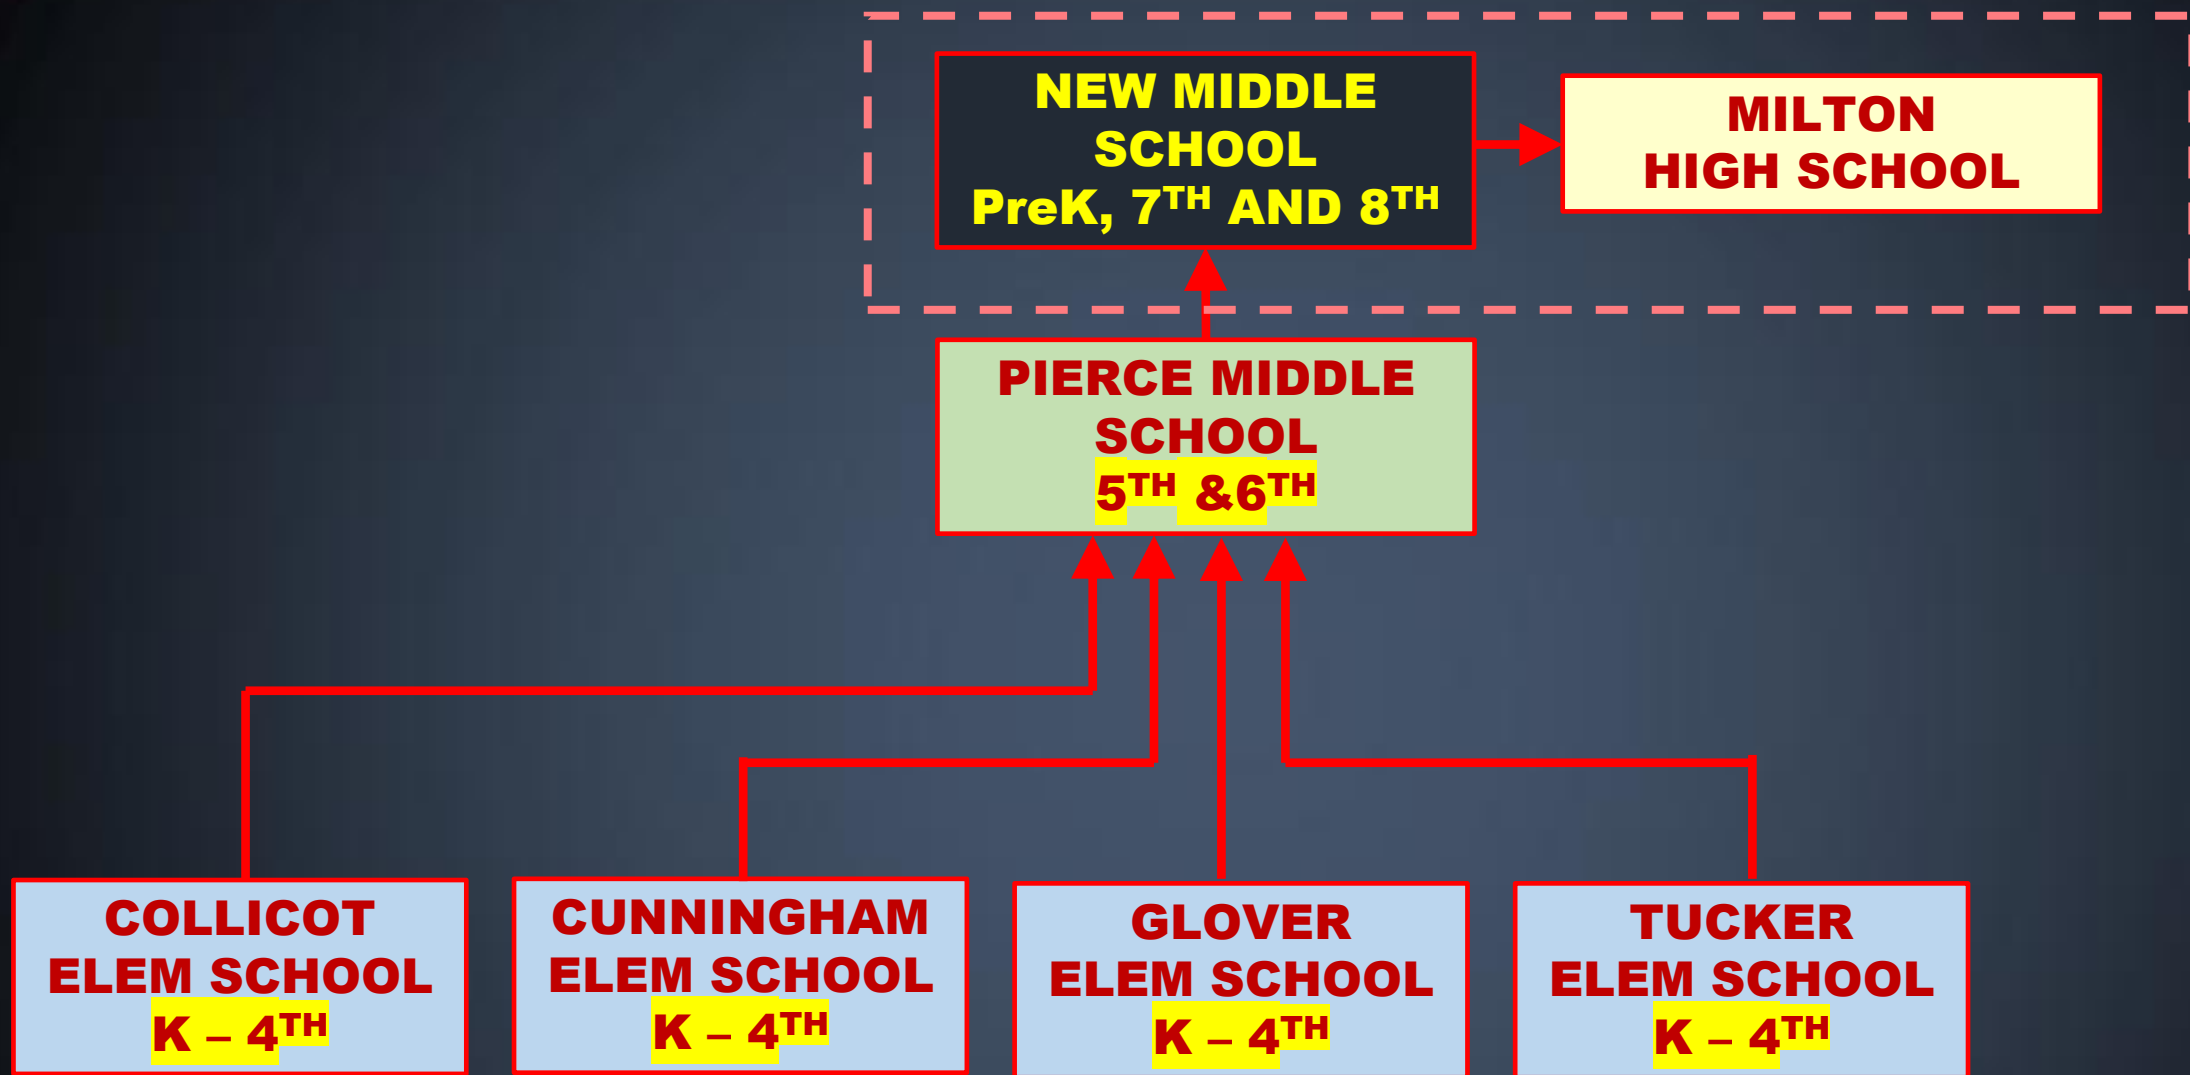 NEW MIDDLE
SCHOOL
PreK, 7TH AND 8TH
MILTON
HIGH SCHOOL
PIERCE MIDDLE
SCHOOL
5TH &6TH
COLLICOT
ELEM SCHOOL
K – 4TH
CUNNINGHAM
ELEM SCHOOL
K – 4TH
GLOVER
ELEM SCHOOL
K – 4TH
TUCKER
ELEM SCHOOL
K – 4TH